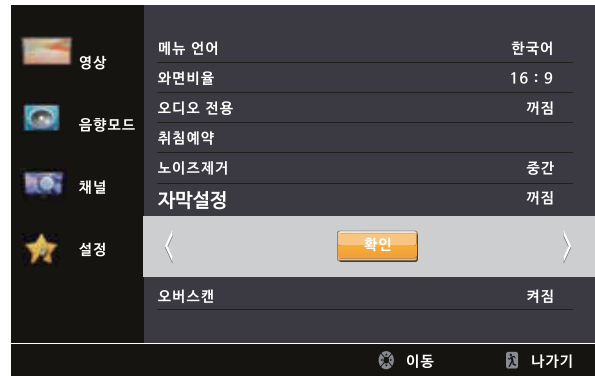 영상
음향모드
채널
설정
메뉴 언어 한국어
와면비율 16 : 9
오디오 전용 꺼짐
취침예약
노이즈제거 중간
자막설정 꺼짐
확인
오버스캔 켜짐
이동 나가기